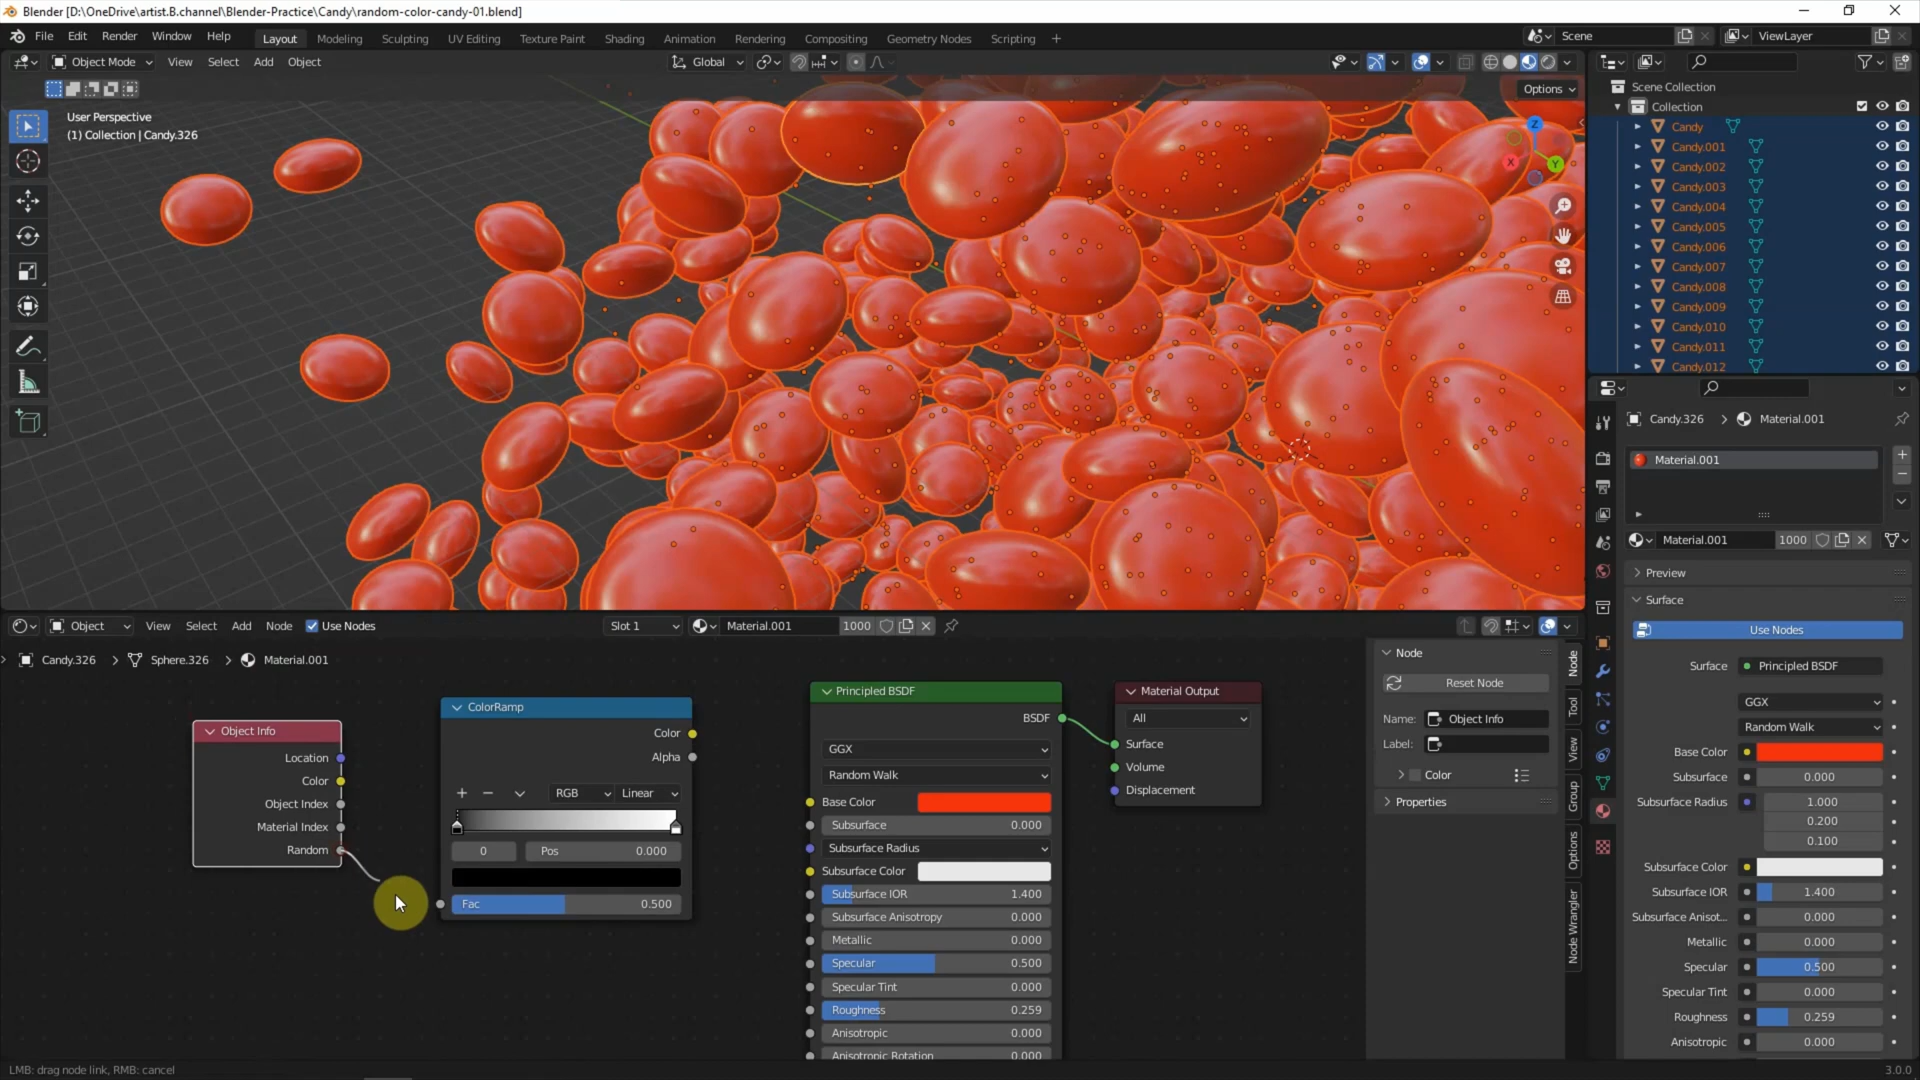 Blender [D:\OneDrive\artist.B.channel\Blender-Practice\Candy\random-color-candy-01.blend]
File Edit Render Window Help Layout Modeling Sculpting UV Editing Texture Paint Shading Animation Rendering Compositing Geometry Nodes Scripting + Scene ViewLayer
Object Mode View Select Add Object Global
Options
User Perspective
(1) Collection | Candy.326
Z
X
Y
Scene Collection
Collection
Candy
Candy.001
Candy.002
Candy.003
Candy.004
Candy.005
Candy.006
Candy.007
Candy.008
Candy.009
Candy.010
Candy.011
Candy.012
Candy.326 > Material.001
Material.001
Material.001 1000
Preview
Surface
Use Nodes
Surface Principled BSDF
GGX
Random Walk
Base Color
Subsurface 0.000
Subsurface Radius 1.000
0.200
0.100
Subsurface Color
Subsurface IOR 1.400
Subsurface Anisot... 0.000
Metallic 0.000
Specular 0.500
Specular Tint 0.000
Roughness 0.259
Anisotropic 0.000
Object View Select Add Node Use Nodes Slot 1 Material.001 1000
Candy.326 > Sphere.326 > Material.001
Object Info
Location
Color
Object Index
Material Index
Random
ColorRamp
Color
Alpha
+ − RGB Linear
0 Pos 0.000
Fac 0.500
Principled BSDF
BSDF
GGX
Random Walk
Base Color
Subsurface 0.000
Subsurface Radius
Subsurface Color
Subsurface IOR 1.400
Subsurface Anisotropy 0.000
Metallic 0.000
Specular 0.500
Specular Tint 0.000
Roughness 0.259
Anisotropic 0.000
Anisotropic Rotation 0.000
Material Output
All
Surface
Volume
Displacement
Node
Reset Node
Name: Object Info
Label:
Color
Properties
Node
Tool
View
Group
Options
Node Wrangler
LMB: drag node link, RMB: cancel
3.0.0